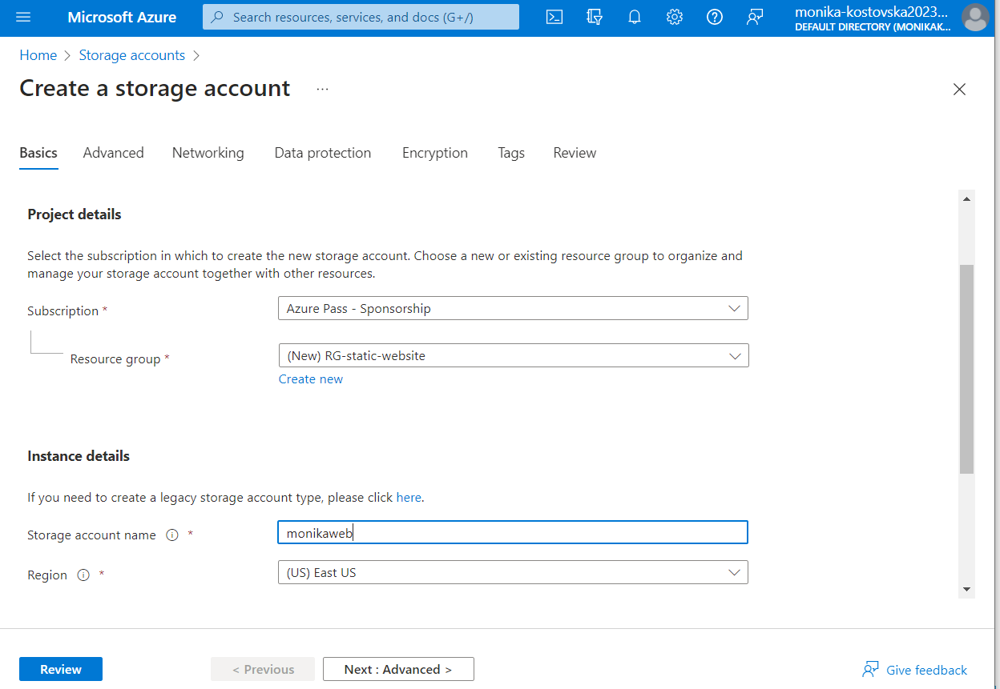 Microsoft Azure
Search resources, services, and docs (G+/)
monika-kostovska2023...
DEFAULT DIRECTORY (MONIKAK...
Home > Storage accounts >
Create a storage account ...
Basics Advanced Networking Data protection Encryption Tags Review
Project details
Select the subscription in which to create the new storage account. Choose a new or existing resource group to organize and
manage your storage account together with other resources.
Subscription * Azure Pass - Sponsorship
Resource group * (New) RG-static-website
Create new
Instance details
If you need to create a legacy storage account type, please click here.
Storage account name * monikaweb
Region * (US) East US
Review < Previous Next : Advanced > Give feedback